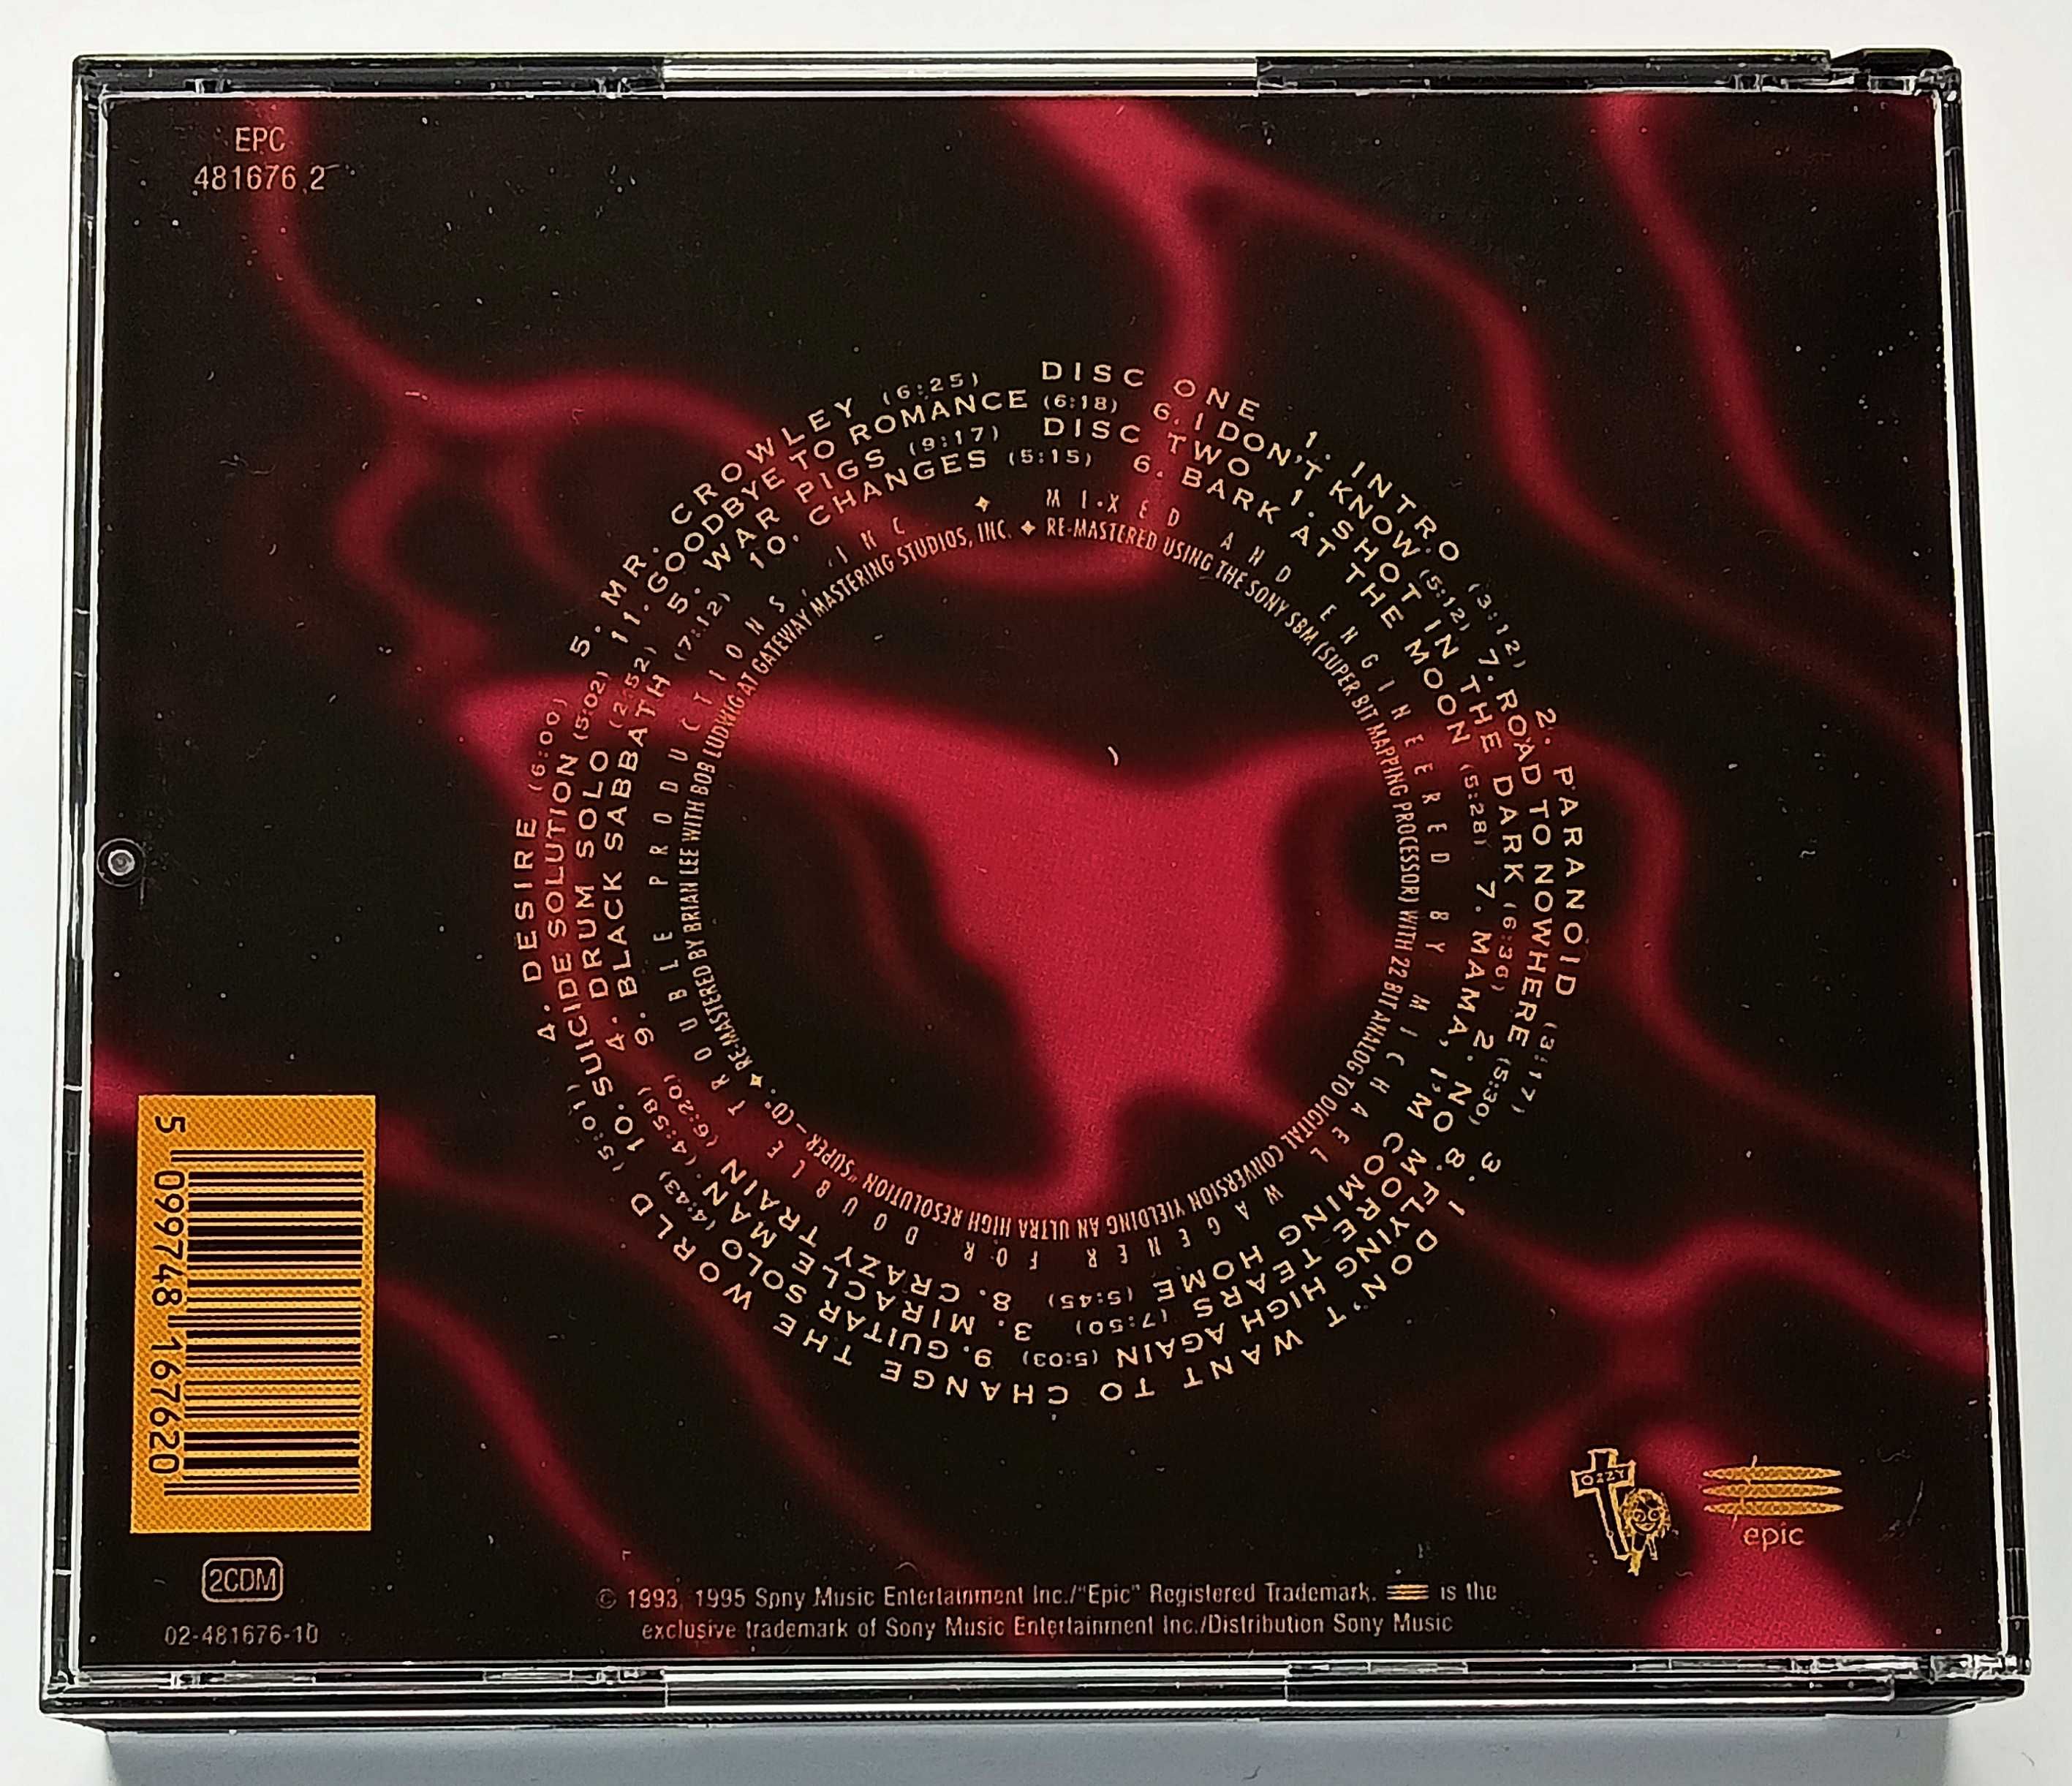 EPC
481676 2
DISC ONE 1. INTRO (3:12) 2. PARANOID (3:17) 3. I DON'T WANT TO CHANGE THE WORLD (5:01) 4. DESIRE (6:00) 5. MR. CROWLEY (6:25)
6. I DON'T KNOW (5:12) 7. ROAD TO NOWHERE (5:30) 8. FLYING HIGH AGAIN (5:03) 9. GUITAR SOLO (4:43) 10. SUICIDE SOLUTION (5:02) 11. GOODBYE TO ROMANCE (6:18)
DISC TWO 1. SHOT IN THE DARK (6:36) 2. NO MORE TEARS (7:50) 3. MIRACLE MAN (4:58) 4. DRUM SOLO (2:52) 5. WAR PIGS (9:17)
6. BARK AT THE MOON (5:28) 7. MAMA, I'M COMING HOME (5:45) 8. CRAZY TRAIN (6:20) 9. BLACK SABBATH (7:12) 10. CHANGES (5:15)
MIXED AND ENGINEERED BY MICHAEL WAGENER FOR DOUBLE TROUBLE PRODUCTIONS, INC
RE-MASTERED USING THE SONY SBM (SUPER BIT MAPPING PROCESSOR) WITH 22 BIT ANALOG TO DIGITAL CONVERSION YIELDING AN ULTRA HIGH RESOLUTION "SUPER – CD". ✦ RE-MASTERED BY BRIAN LEE WITH BOB LUDWIG AT GATEWAY MASTERING STUDIOS, INC. ✦
5 099748 167620
OZZY
epic
2CDM
02-481676-10
© 1993, 1995 Sony Music Entertainment Inc./"Epic" Registered Trademark. is the
exclusive trademark of Sony Music Entertainment Inc./Distribution Sony Music